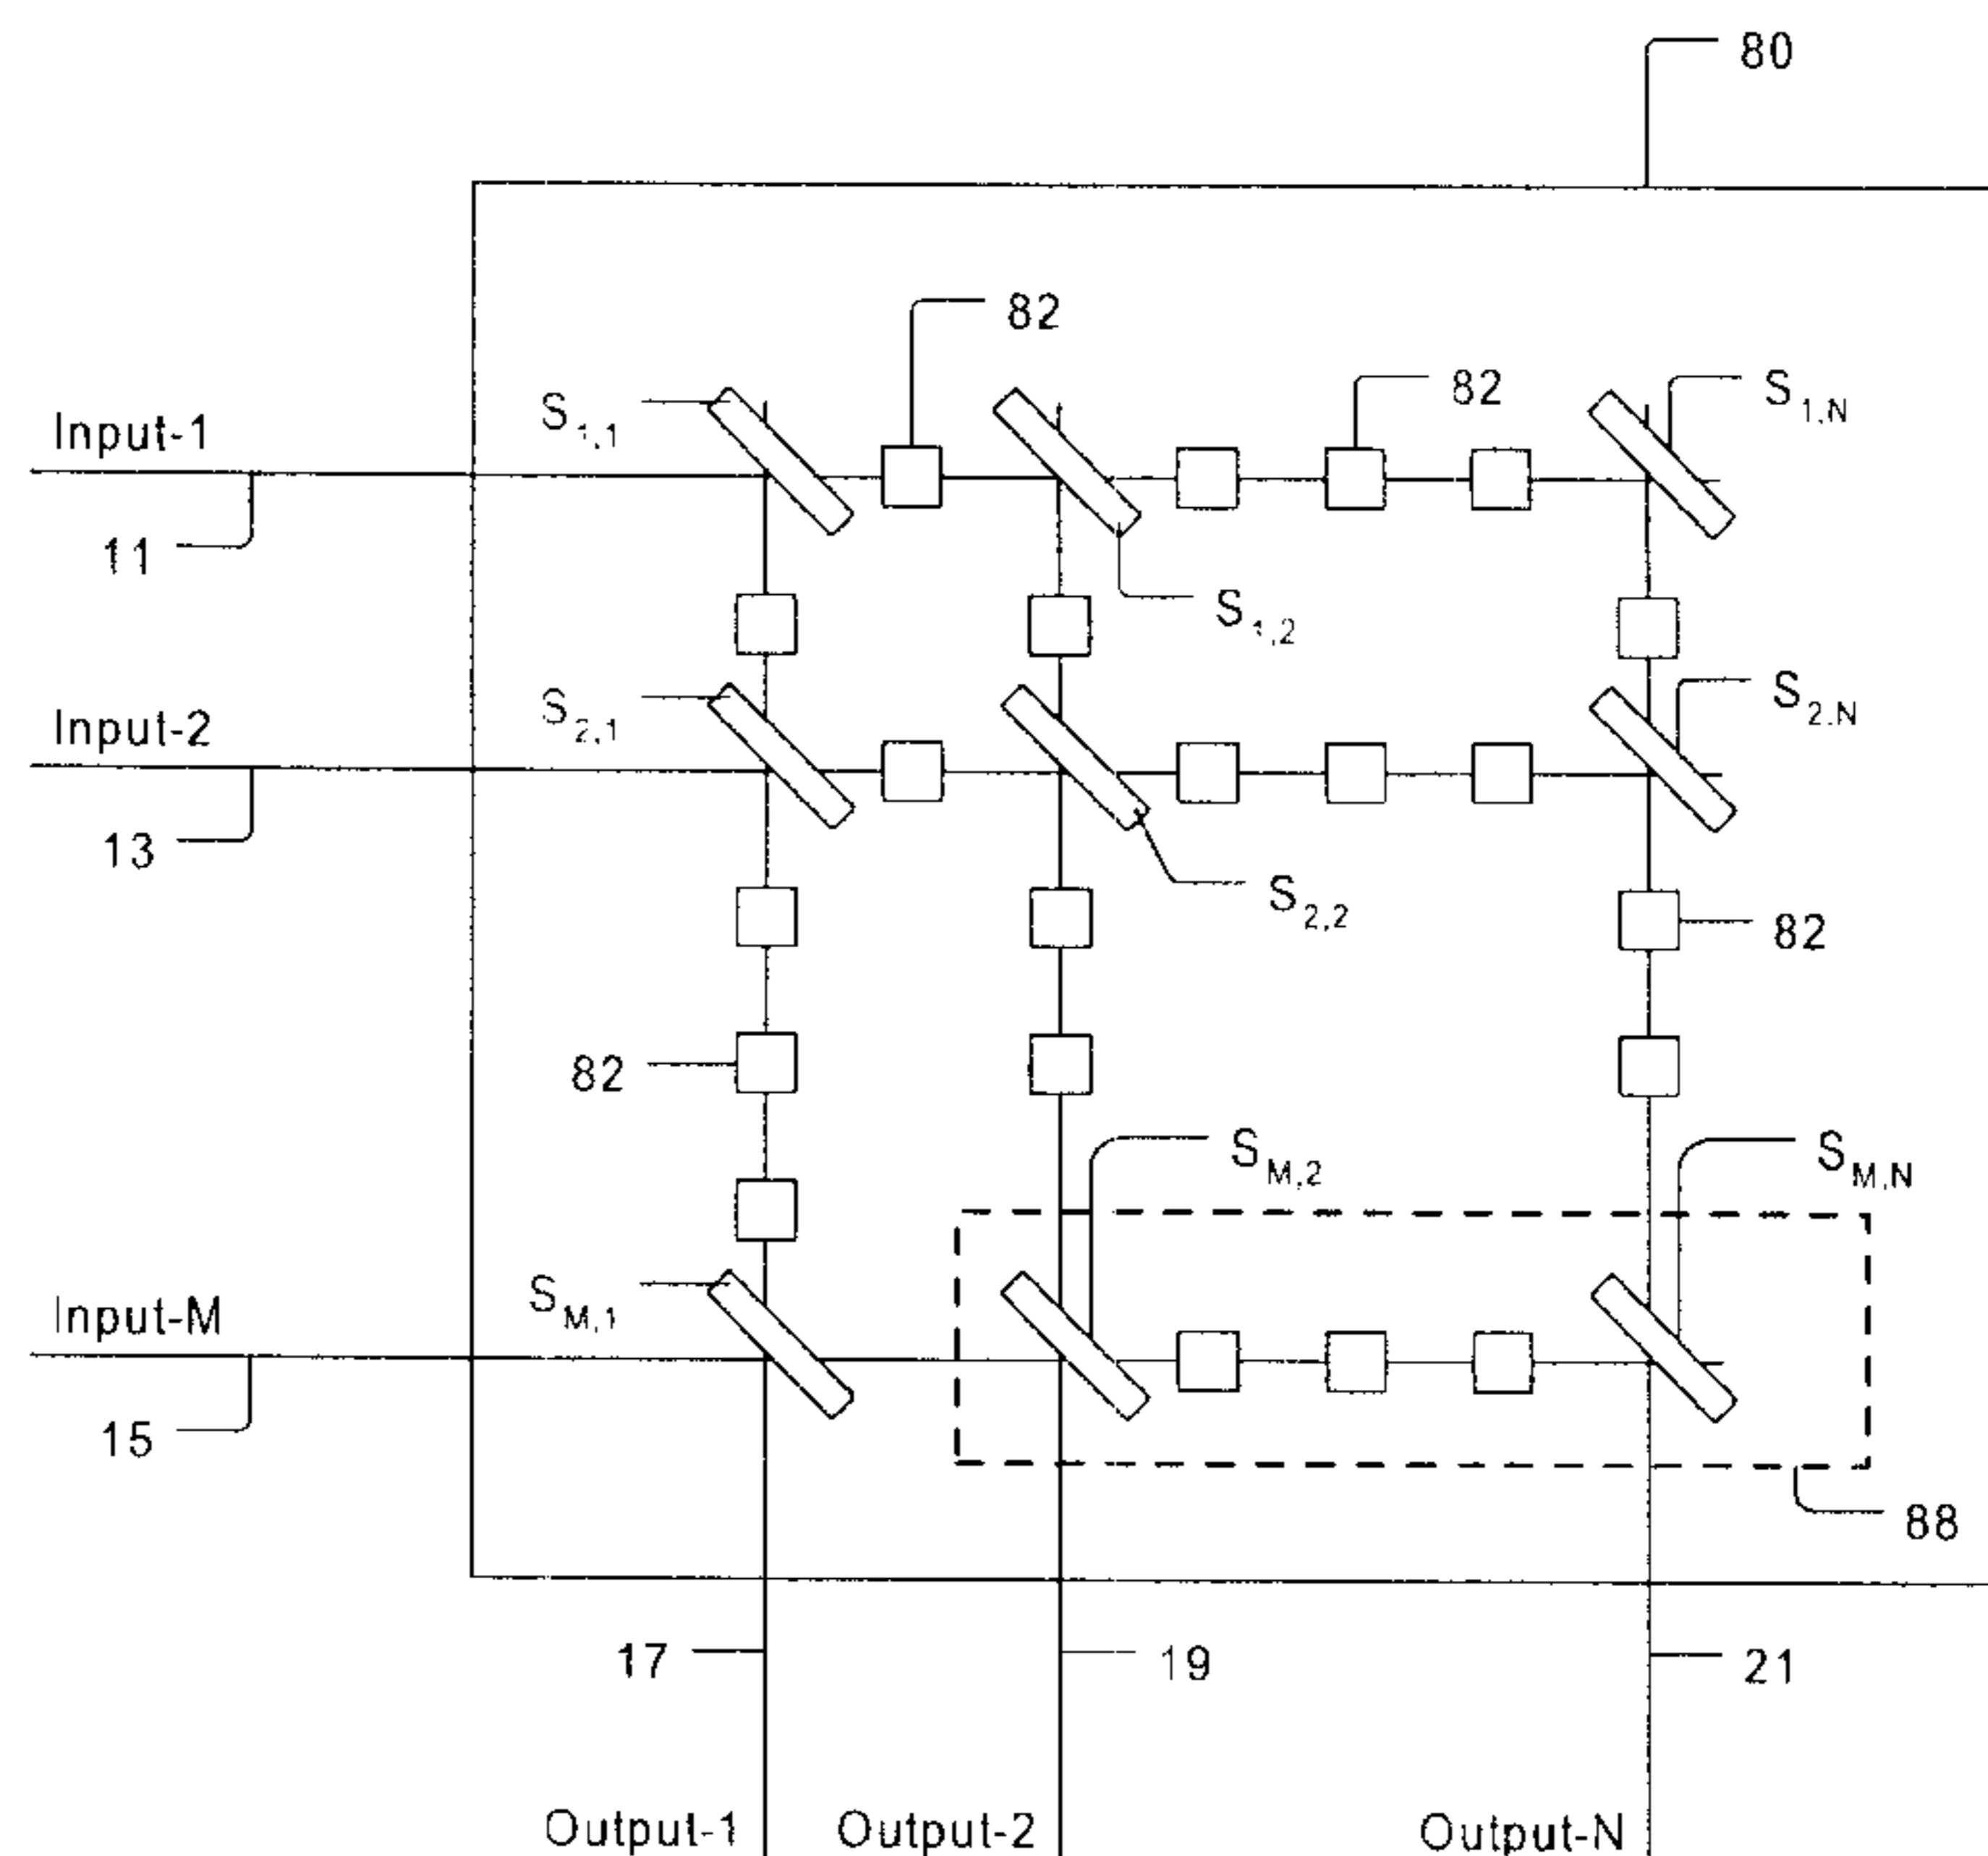 80
82
82
S1,1
S1,N
Input-1
11
S1,2
S2,1
S2,N
Input-2
13
S2,2
82
82
SM,2
SM,N
SM,1
Input-M
15
88
17
19
21
Output-1
Output-2
Output-N